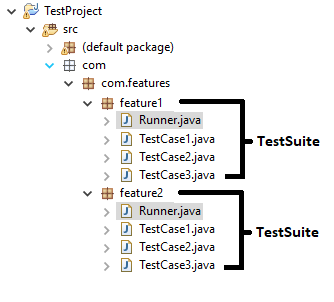 TestProject
src
(default package)
com
com.features
feature1
Runner.java
TestCase1.java
TestCase2.java
TestCase3.java
TestSuite
feature2
Runner.java
TestCase1.java
TestCase2.java
TestCase3.java
TestSuite